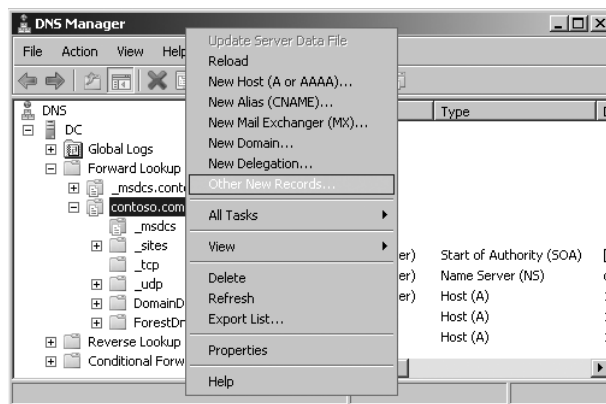 DNS Manager
File Action View Help
Update Server Data File
Reload
New Host (A or AAAA)...
New Alias (CNAME)...
New Mail Exchanger (MX)...
New Domain...
New Delegation...
Other New Records...
All Tasks
View
Delete
Refresh
Export List...
Properties
Help
DNS
DC
Global Logs
Forward Lookup
_msdcs.conto
contoso.com
_msdcs
_sites
_tcp
_udp
DomainD
ForestDn
Reverse Lookup
Conditional Forw
Type
er) Start of Authority (SOA)
er) Name Server (NS)
er) Host (A)
Host (A)
Host (A)